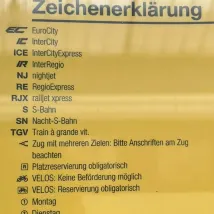 Zeichenerklärung
EC EuroCity
IC InterCity
ICE InterCityExpress
IR InterRegio
NJ nightjet
RE RegioExpress
RJX railjet xpress
S S-Bahn
SN Nacht-S-Bahn
TGV Train à grande vit.
Zug mit mehreren Zielen: Bitte Anschriften am Zug
beachten
R Platzreservierung obligatorisch
VELOS: Keine Beförderung möglich
VELOS: Reservierung obligatorisch
1 Montag
Dienstag